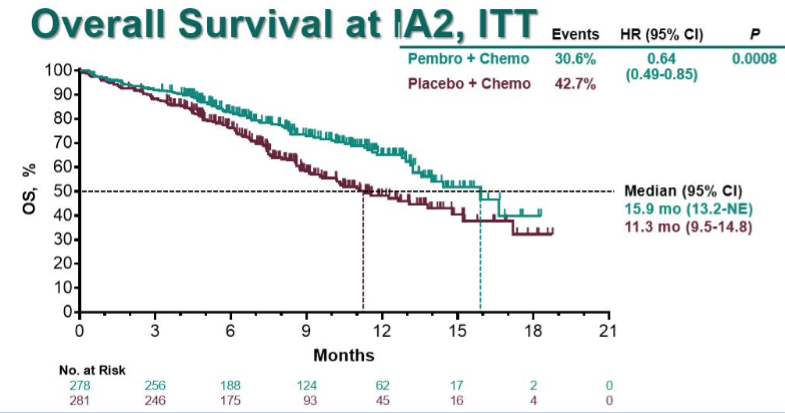 Overall Survival at IA2, ITT
Events HR (95% CI) P
Pembro + Chemo 30.6% 0.64 0.0008
(0.49-0.85)
Placebo + Chemo 42.7%
100
90
80
70
60
50
40
30
20
10
0
OS, %
Median (95% CI)
15.9 mo (13.2-NE)
11.3 mo (9.5-14.8)
0 3 6 9 12 15 18 21
Months
No. at Risk
278 256 188 124 62 17 2 0
281 246 175 93 45 16 4 0